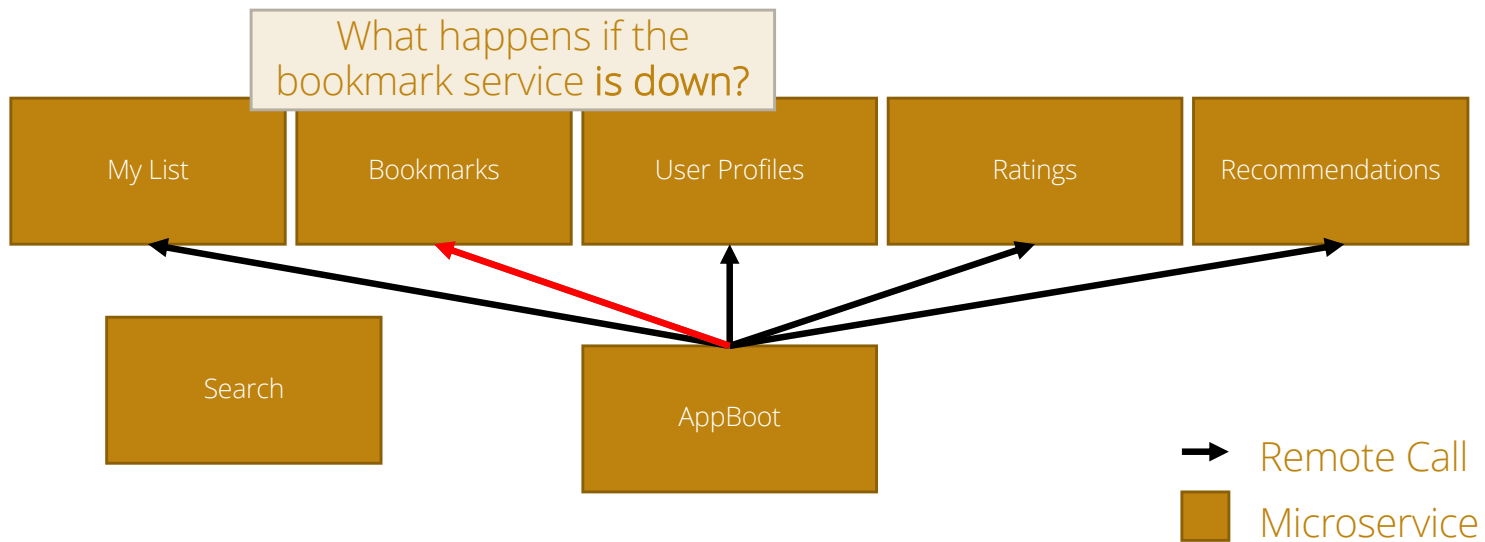 What happens if the
bookmark service is down?
My List
Bookmarks
User Profiles
Ratings
Recommendations
Search
AppBoot
Remote Call
Microservice